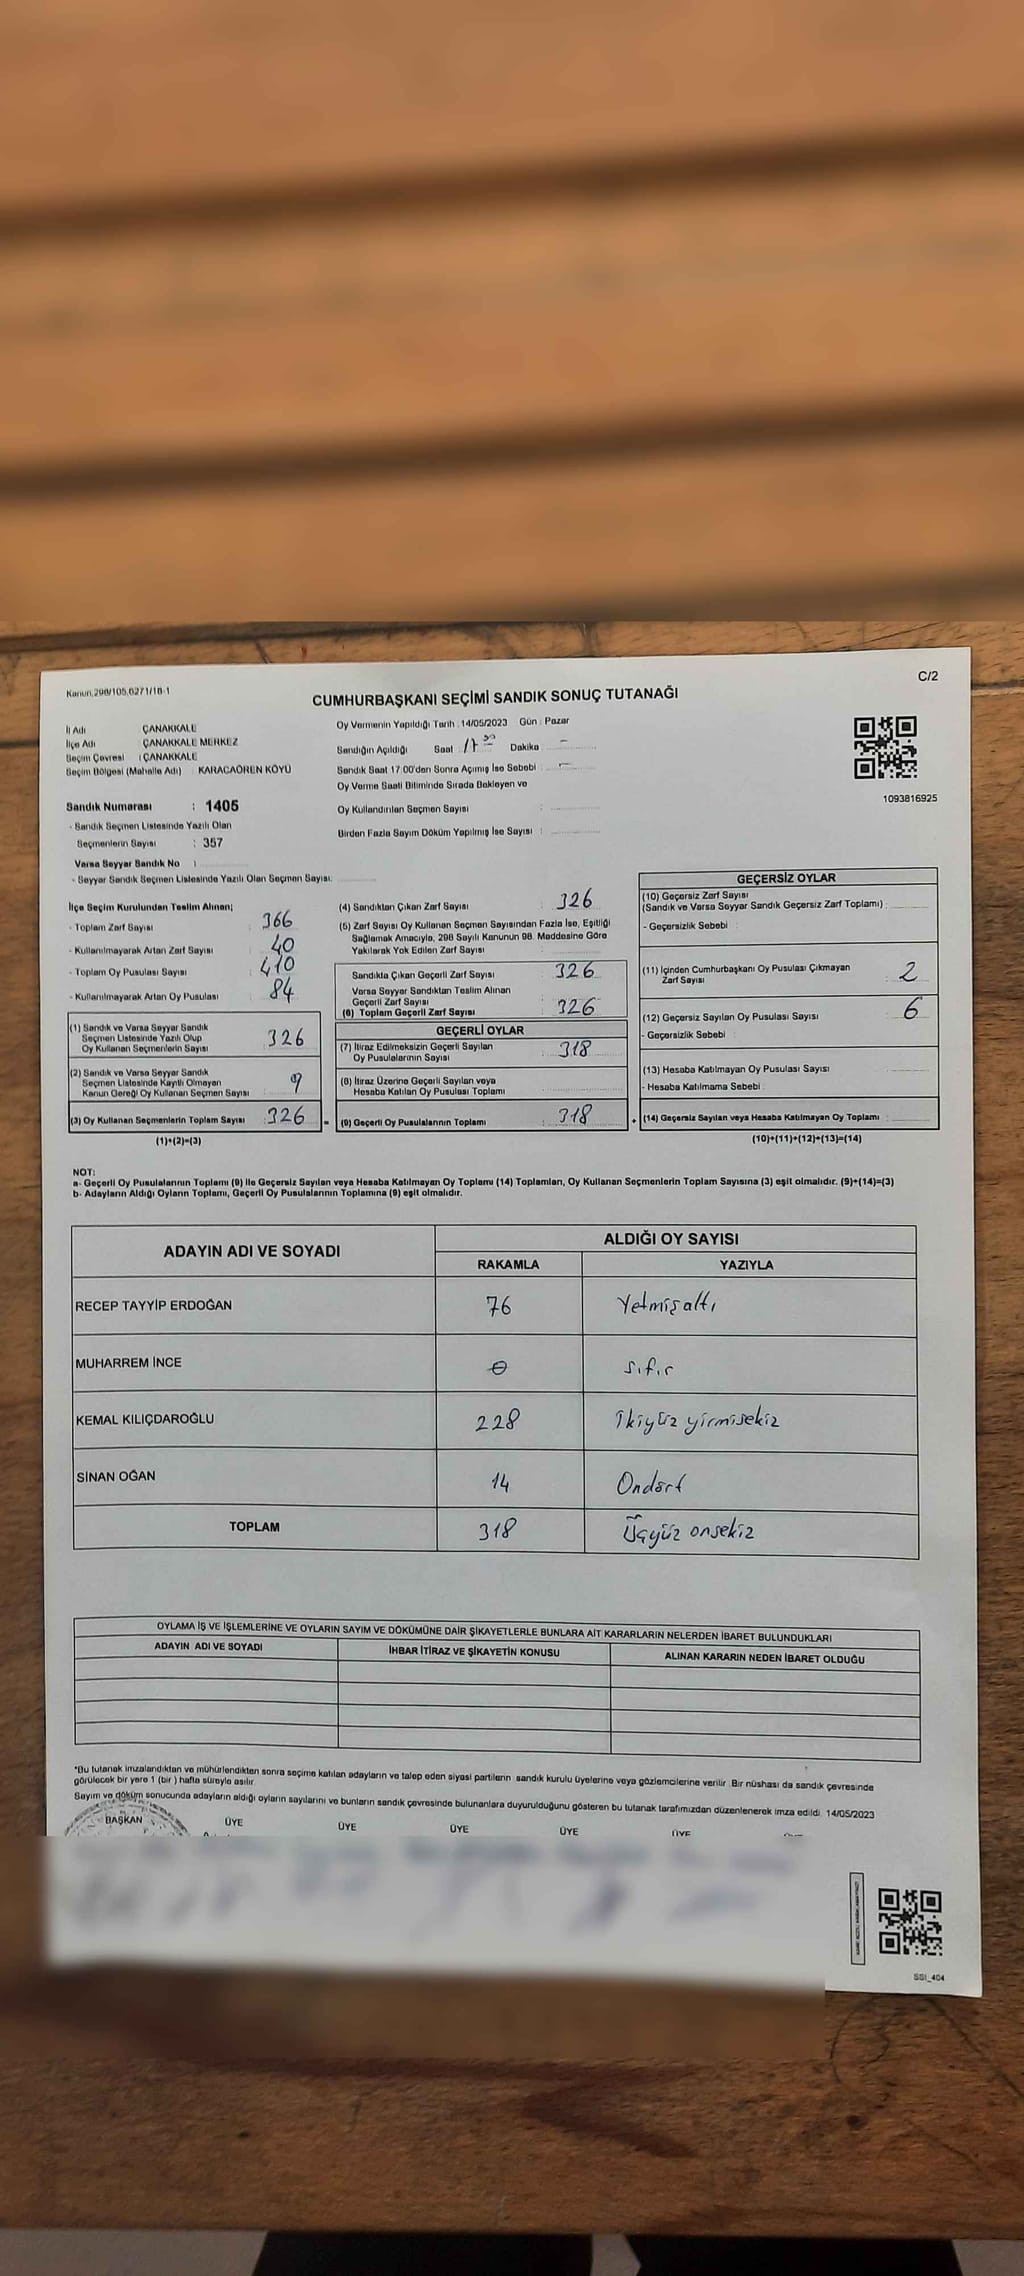 C/2
Kanun,298/105,6271/18-1
CUMHURBAŞKANI SEÇİMİ SANDIK SONUÇ TUTANAĞI
İl Adı : ÇANAKKALE
İlçe Adı : ÇANAKKALE MERKEZ
Seçim Çevresi : ÇANAKKALE
Seçim Bölgesi (Mahalle Adı) : KARACAÖREN KÖYÜ
Oy Vermenin Yapıldığı Tarih : 14/05/2023 Gün : Pazar
Sandığın Açıldığı Saat : 17 Dakika : -
Sandık Saat 17:00'den Sonra Açımış İse Sebebi : -
Oy Verme Saati Bitiminde Sırada Bekleyen ve
Oy Kullandırılan Seçmen Sayısı :
Birden Fazla Sayım Döküm Yapılmış İse Sayısı :
1093816925
Sandık Numarası : 1405
- Sandık Seçmen Listesinde Yazılı Olan
Seçmenlerin Sayısı : 357
Varsa Seyyar Sandık No :
- Seyyar Sandık Seçmen Listesinde Yazılı Olan Seçmen Sayısı:
İlçe Seçim Kurulundan Teslim Alınan;
- Toplam Zarf Sayısı : 366
- Kullanılmayarak Artan Zarf Sayısı : 40
- Toplam Oy Pusulası Sayısı : 410
- Kullanılmayarak Artan Oy Pusulası : 84
(1) Sandık ve Varsa Seyyar Sandık
Seçmen Listesinde Yazılı Olup
Oy Kullanan Seçmenlerin Sayısı : 326
(2) Sandık ve Varsa Seyyar Sandık
Seçmen Listesinde Kayıtlı Olmayan
Kanun Gereği Oy Kullanan Seçmen Sayısı :
(3) Oy Kullanan Seçmenlerin Toplam Sayısı : 326
(1)+(2)=(3)
(4) Sandıktan Çıkan Zarf Sayısı : 326
(5) Zarf Sayısı Oy Kullanan Seçmen Sayısından Fazla İse, Eşitliği
Sağlamak Amacıyla, 298 Sayılı Kanunun 98. Maddesine Göre
Yakılarak Yok Edilen Zarf Sayısı :
Sandıkta Çıkan Geçerli Zarf Sayısı : 326
Varsa Seyyar Sandıktan Teslim Alınan
Geçerli Zarf Sayısı :
(6) Toplam Geçerli Zarf Sayısı : 326
GEÇERLİ OYLAR
(7) İtiraz Edilmeksizin Geçerli Sayılan
Oy Pusulalarının Sayısı : 318
(8) İtiraz Üzerine Geçerli Sayılan veya
Hesaba Katılan Oy Pusulası Toplamı :
= (9) Geçerli Oy Pusulalarının Toplamı : 318
GEÇERSİZ OYLAR
(10) Geçersiz Zarf Sayısı
(Sandık ve Varsa Seyyar Sandık Geçersiz Zarf Toplamı) :
- Geçersizlik Sebebi :
(11) İçinden Cumhurbaşkanı Oy Pusulası Çıkmayan
Zarf Sayısı : 2
(12) Geçersiz Sayılan Oy Pusulası Sayısı : 6
- Geçersizlik Sebebi :
(13) Hesaba Katılmayan Oy Pusulası Sayısı :
- Hesaba Katılmama Sebebi :
+ (14) Geçersiz Sayılan veya Hesaba Katılmayan Oy Toplamı :
(10)+(11)+(12)+(13)=(14)
NOT:
a- Geçerli Oy Pusulalarının Toplamı (9) ile Geçersiz Sayılan veya Hesaba Katılmayan Oy Toplamı (14) Toplamları, Oy Kullanan Seçmenlerin Toplam Sayısına (3) eşit olmalıdır. (9)+(14)=(3)
b- Adayların Aldığı Oyların Toplamı, Geçerli Oy Pusulalarının Toplamına (9) eşit olmalıdır.
ADAYIN ADI VE SOYADI
ALDIĞI OY SAYISI
RAKAMLA YAZIYLA
RECEP TAYYİP ERDOĞAN 76 Yetmişaltı
MUHARREM İNCE 0 sıfır
KEMAL KILIÇDAROĞLU 228 İkiyüz yirmisekiz
SİNAN OĞAN 14 Ondört
TOPLAM 318 Üçyüz onsekiz
OYLAMA İŞ VE İŞLEMLERİNE VE OYLARIN SAYIM VE DÖKÜMÜNE DAİR ŞİKAYETLERLE BUNLARA AİT KARARLARIN NELERDEN İBARET BULUNDUKLARI
ADAYIN ADI VE SOYADI İHBAR İTİRAZ VE ŞİKAYETİN KONUSU ALINAN KARARIN NEDEN İBARET OLDUĞU
*Bu tutanak imzalandıktan ve mühürlendikten sonra seçime katılan adayların ve talep eden siyasi partilerin sandık kurulu üyelerine veya gözlemcilerine verilir. Bir nüshası da sandık çevresinde
görülecek bir yere 1 (bir ) hafta süreyle asılır.
Sayım ve döküm sonucunda adayların aldığı oyların sayılarını ve bunların sandık çevresinde bulunanlara duyurulduğunu gösteren bu tutanak tarafımızdan düzenlenerek imza edildi. 14/05/2023
BAŞKAN ÜYE ÜYE ÜYE ÜYE ÜYE
SSI_404